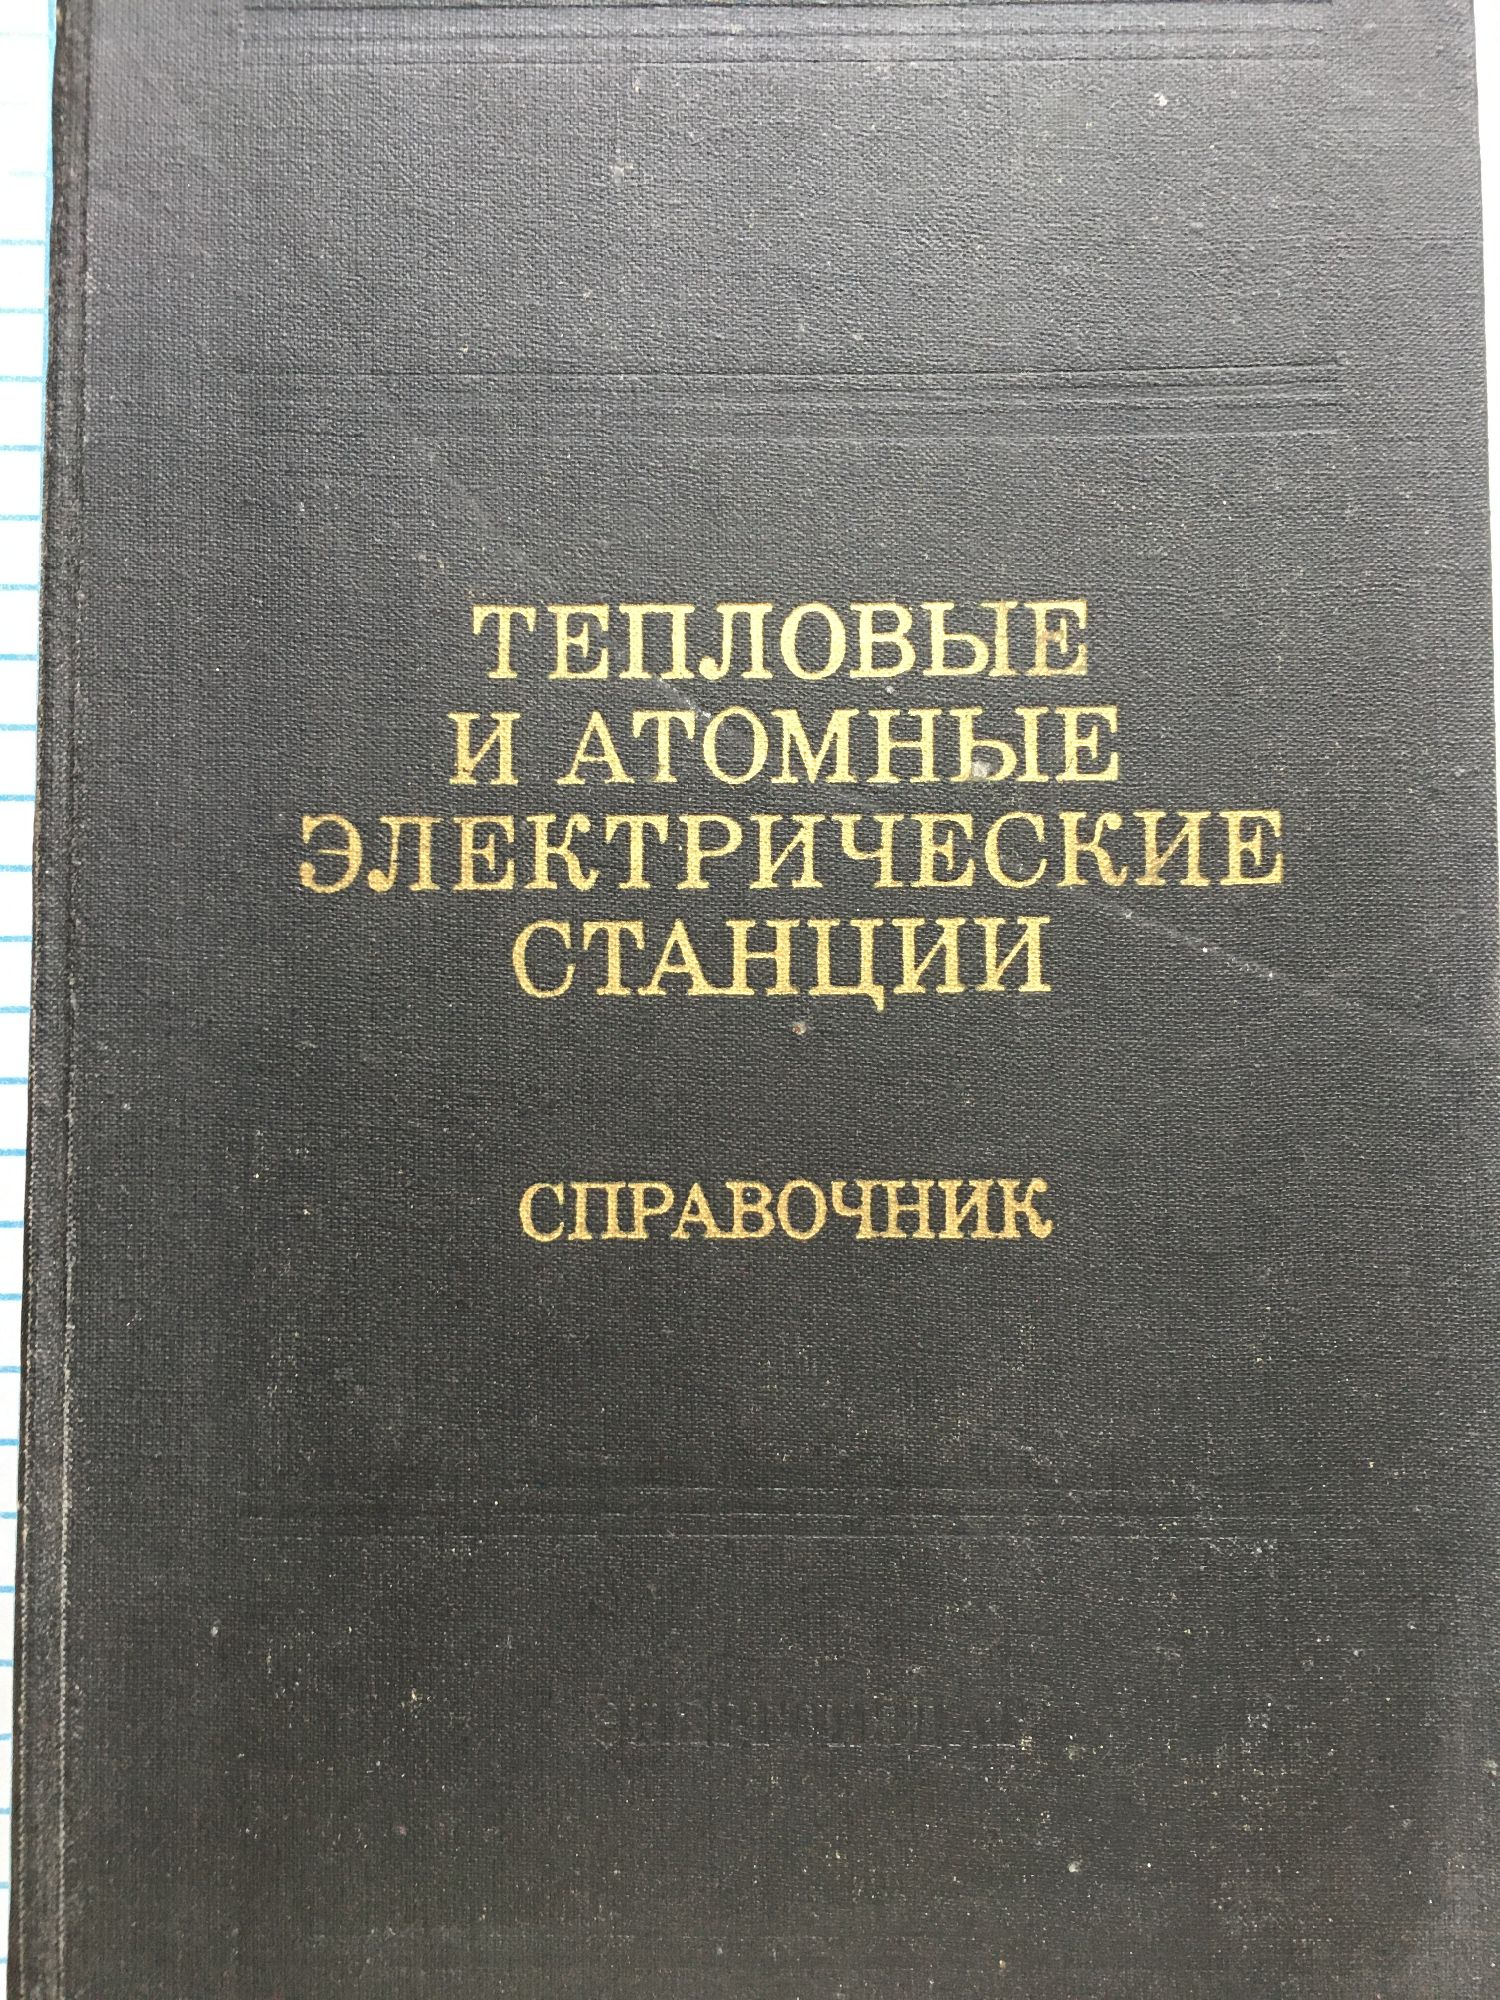 ТЕПЛОВЫЕ
И АТОМНЫЕ
ЭЛЕКТРИЧЕСКИЕ
СТАНЦИИ
СПРАВОЧНИК